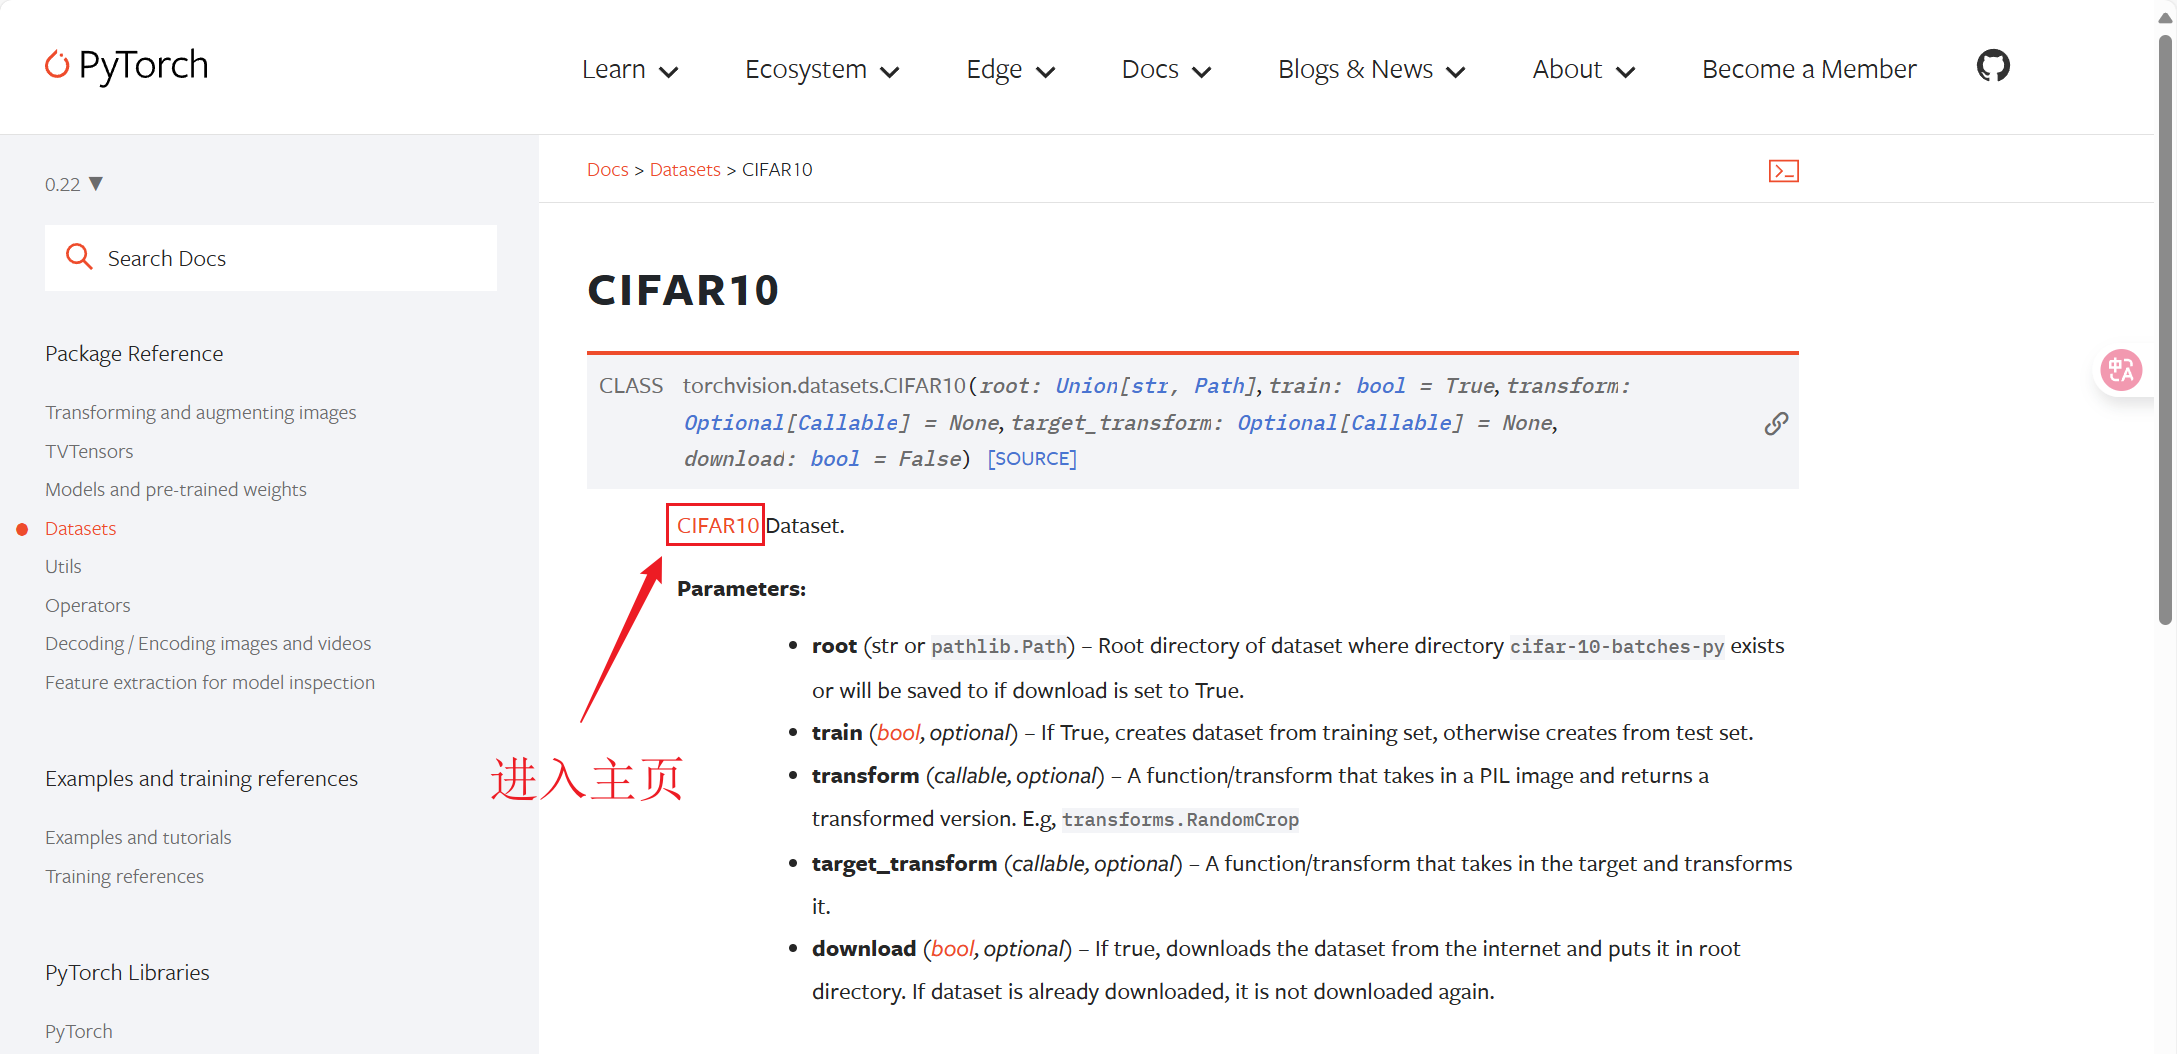 PyTorch
Learn
Ecosystem
Edge
Docs
Blogs & News
About
Become a Member
0.22 ▼
Search Docs
Package Reference
Transforming and augmenting images
TVTensors
Models and pre-trained weights
Datasets
Utils
Operators
Decoding / Encoding images and videos
Feature extraction for model inspection
Examples and training references
Examples and tutorials
Training references
PyTorch Libraries
PyTorch
Docs > Datasets > CIFAR10
CIFAR10
CLASS torchvision.datasets.CIFAR10(root: Union[str, Path], train: bool = True, transform:
Optional[Callable] = None, target_transform: Optional[Callable] = None,
download: bool = False) [SOURCE]
CIFAR10 Dataset.
进入主页
Parameters:
• root (str or pathlib.Path) – Root directory of dataset where directory cifar-10-batches-py exists
or will be saved to if download is set to True.
• train (bool, optional) – If True, creates dataset from training set, otherwise creates from test set.
• transform (callable, optional) – A function/transform that takes in a PIL image and returns a
transformed version. E.g, transforms.RandomCrop
• target_transform (callable, optional) – A function/transform that takes in the target and transforms
it.
• download (bool, optional) – If true, downloads the dataset from the internet and puts it in root
directory. If dataset is already downloaded, it is not downloaded again.
中A